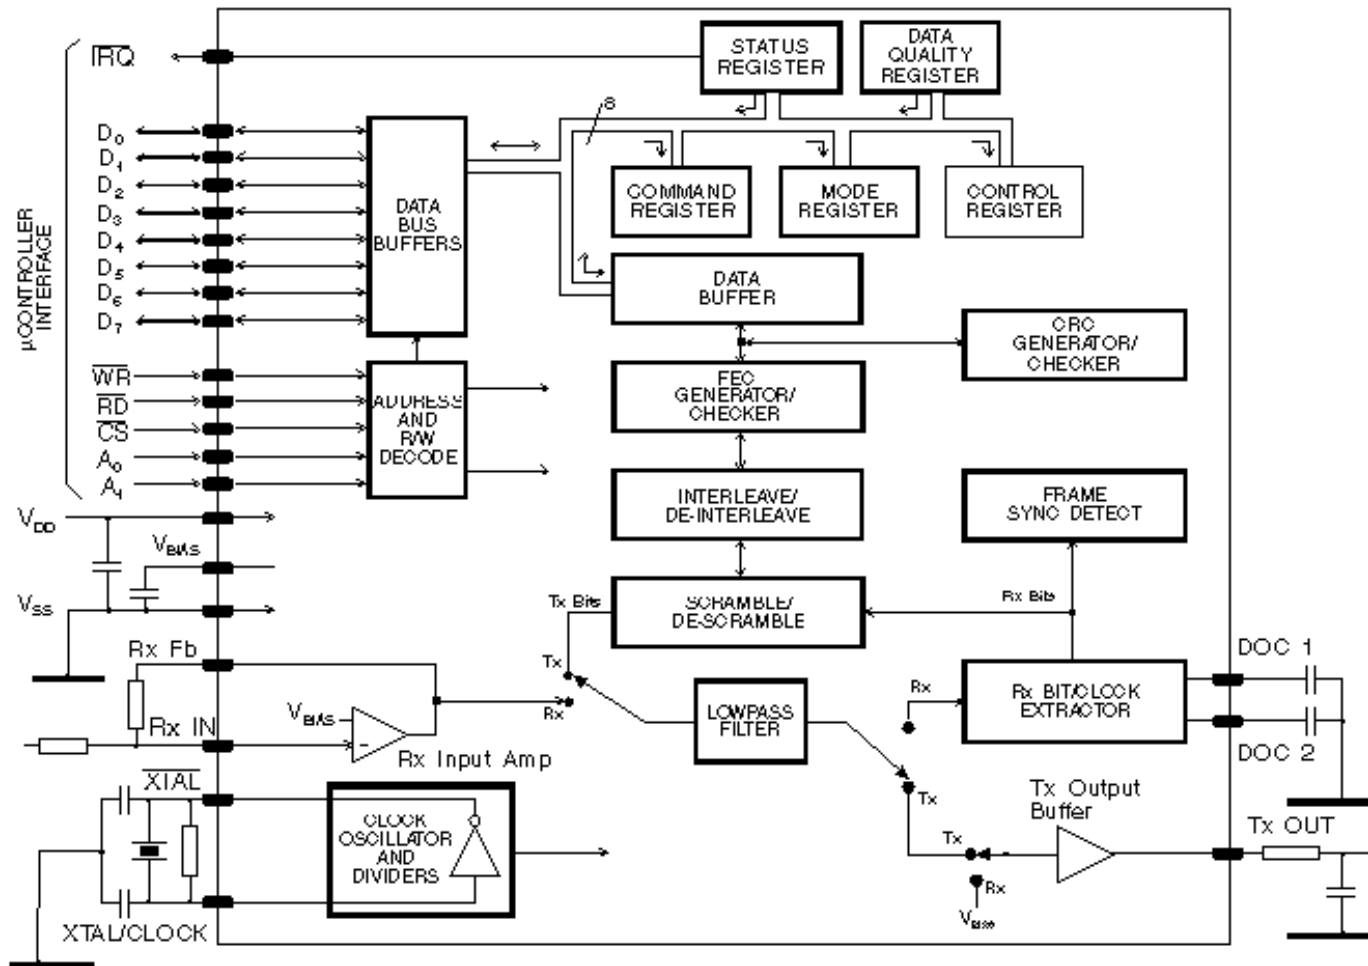 STATUS
REGISTER
DATA
QUALITY
REGISTER
IRQ
8
D0
D1
D2
D3
D4
D5
D6
D7
µCONTROLLER
INTERFACE
DATA
BUS
BUFFERS
COMMAND
REGISTER
MODE
REGISTER
CONTROL
REGISTER
DATA
BUFFER
CRC
GENERATOR/
CHECKER
WR
RD
CS
A0
A1
ADDRESS
AND
R/W
DECODE
FEC
GENERATOR/
CHECKER
INTERLEAVE/
DE-INTERLEAVE
FRAME
SYNC DETECT
VDD
VBIAS
VSS
Tx Bits
SCRAMBLE/
DE-SCRAMBLE
Rx Bits
Rx Fb
Tx
Rx
Rx IN
VBIAS
Rx Input Amp
LOWPASS
FILTER
Rx
Tx
Rx BIT/CLOCK
EXTRACTOR
DOC 1
DOC 2
XTAL
CLOCK
OSCILLATOR
AND
DIVIDERS
XTAL/CLOCK
Tx Output
Buffer
Tx
Rx
VBIAS
Tx OUT